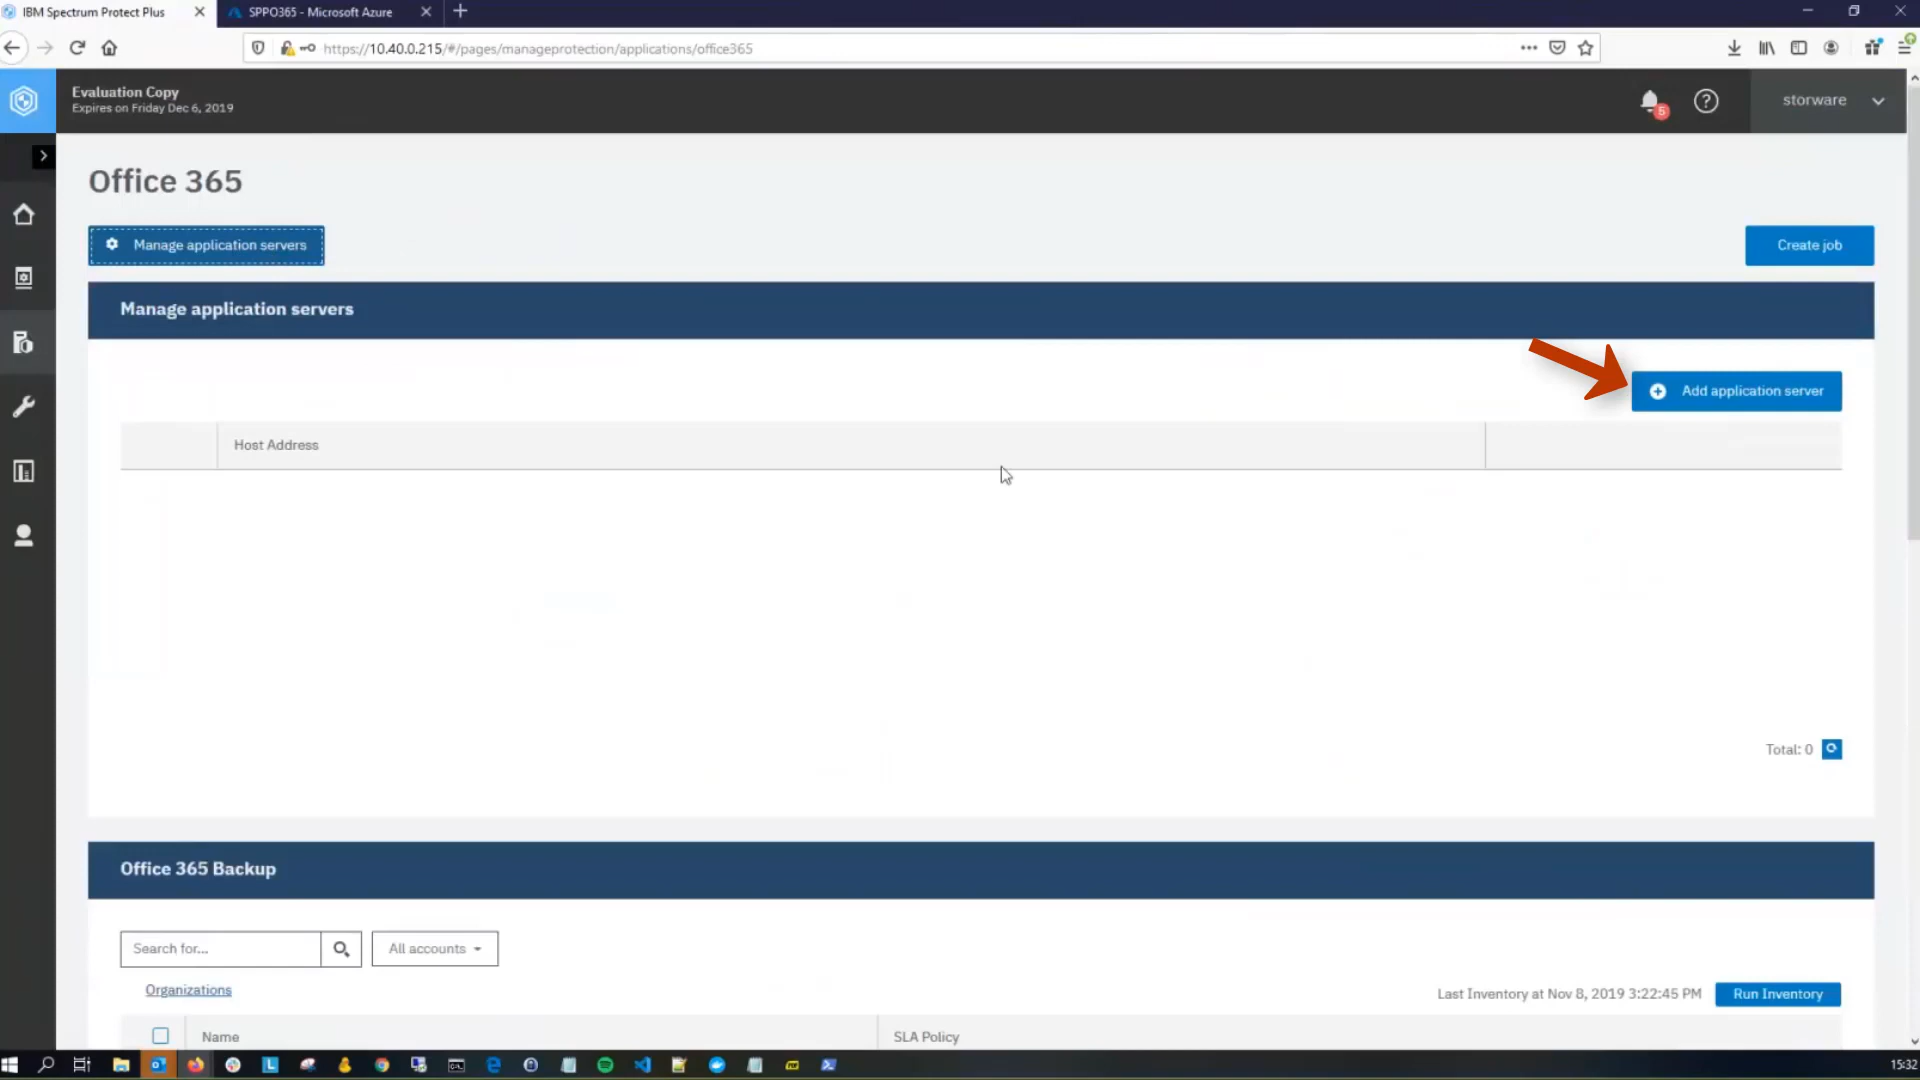 IBM Spectrum Protect Plus
SPPO365 - Microsoft Azure
https://10.40.0.215/#/pages/manageprotection/applications/office365
Evaluation Copy
Expires on Friday Dec 6, 2019
5
storware
Office 365
Manage application servers
Create job
Manage application servers
Add application server
Host Address
Total: 0
Office 365 Backup
Search for...
All accounts
Organizations
Last Inventory at Nov 8, 2019 3:22:45 PM
Run Inventory
Name
SLA Policy
15:32